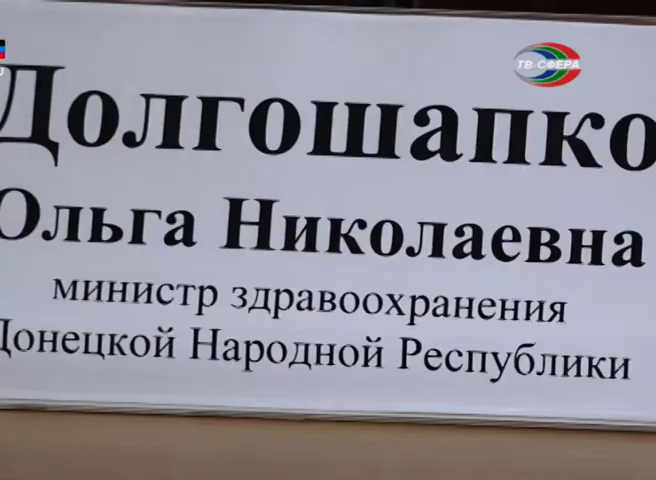 ТВ-СФЕРА
Долгошапко
Ольга Николаевна
министр здравоохранения
Донецкой Народной Республики